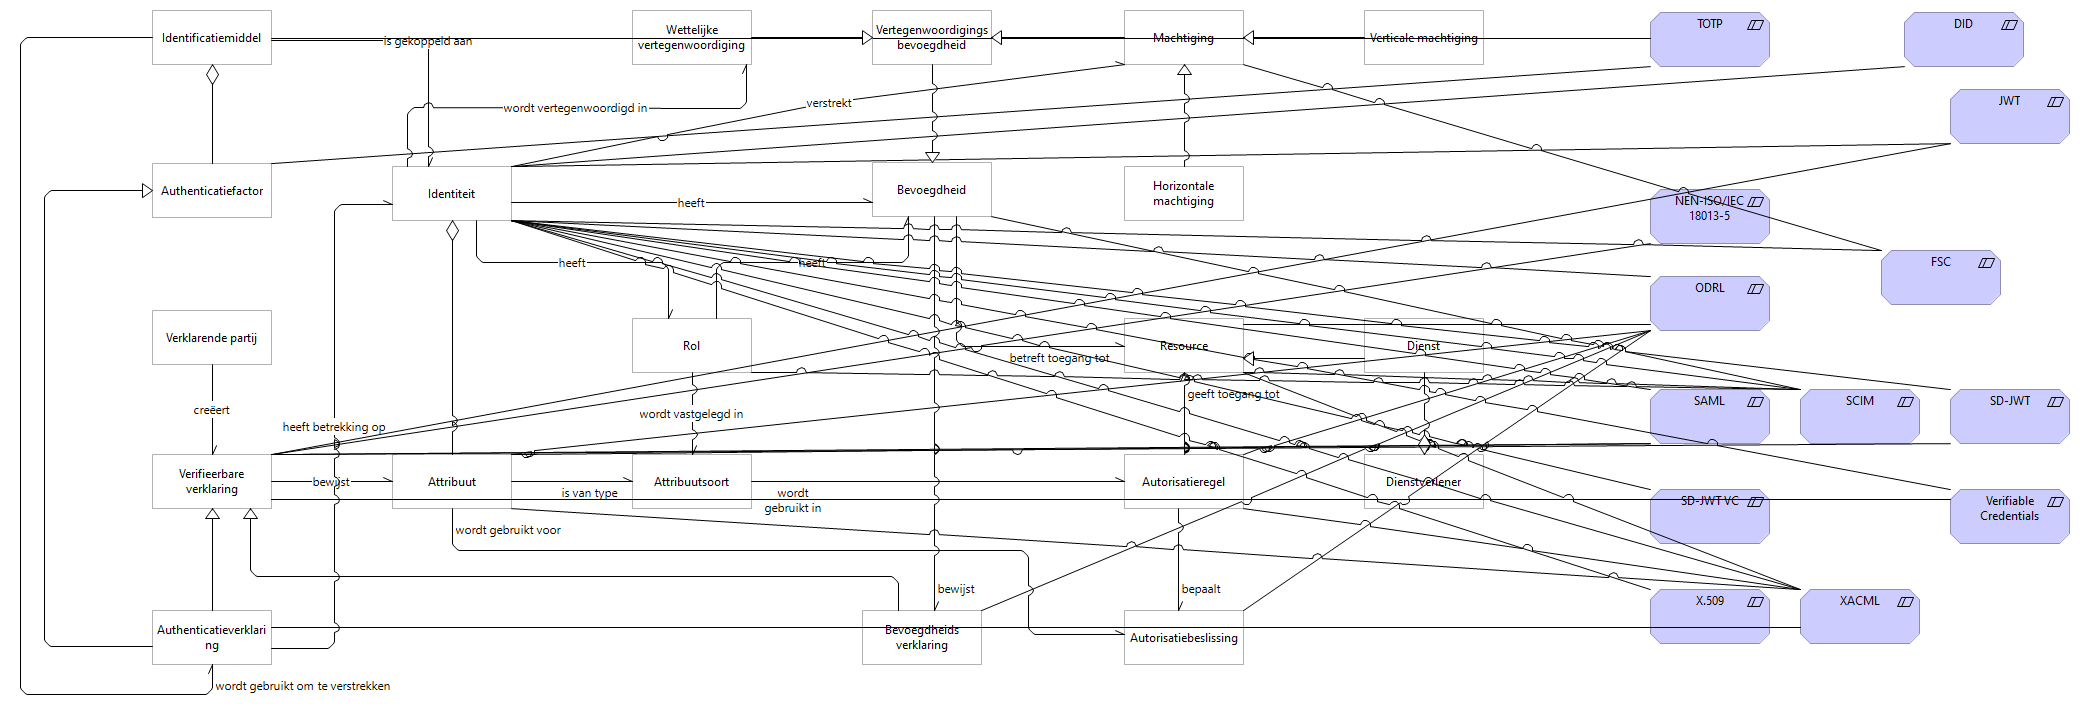 Identificatiemiddel
is gekoppeld aan
Wettelijke
vertegenwoordiging
Vertegenwoordigings
bevoegdheid
Machtiging
Verticale machtiging
TOTP
DID
JWT
wordt vertegenwoordigd in
verstrekt
Authenticatiefactor
Identiteit
heeft
Bevoegdheid
Horizontale
machtiging
NEN-ISO/IEC
18013-5
FSC
heeft
heeft
ODRL
Verklarende partij
Rol
betreft toegang tot
Resource
Dienst
creëert
heeft betrekking op
wordt vastgelegd in
geeft toegang tot
SAML
SCIM
SD-JWT
Verifieerbare
verklaring
bewijst
Attribuut
is van type
Attribuutsoort
wordt
gebruikt in
Autorisatieregel
Dienstverlener
SD-JWT VC
Verifiable
Credentials
wordt gebruikt voor
bewijst
bepaalt
Authenticatieverklari
ng
Bevoegdheids
verklaring
Autorisatiebeslissing
X.509
XACML
wordt gebruikt om te verstrekken